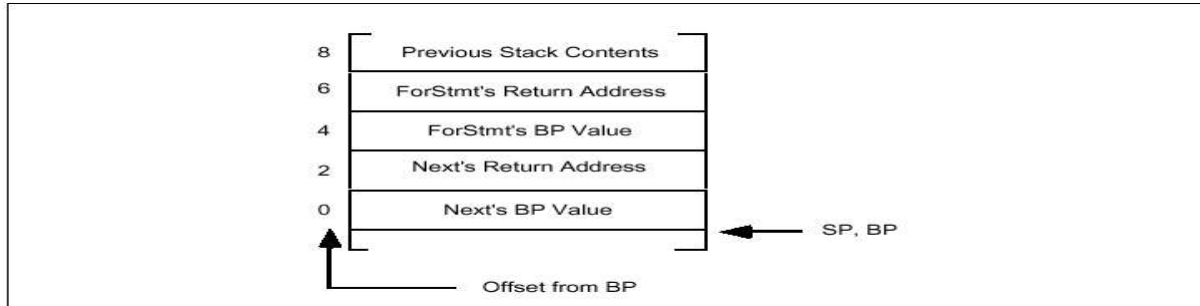 8 Previous Stack Contents
6 ForStmt's Return Address
4 ForStmt's BP Value
2 Next's Return Address
0 Next's BP Value
SP, BP
Offset from BP